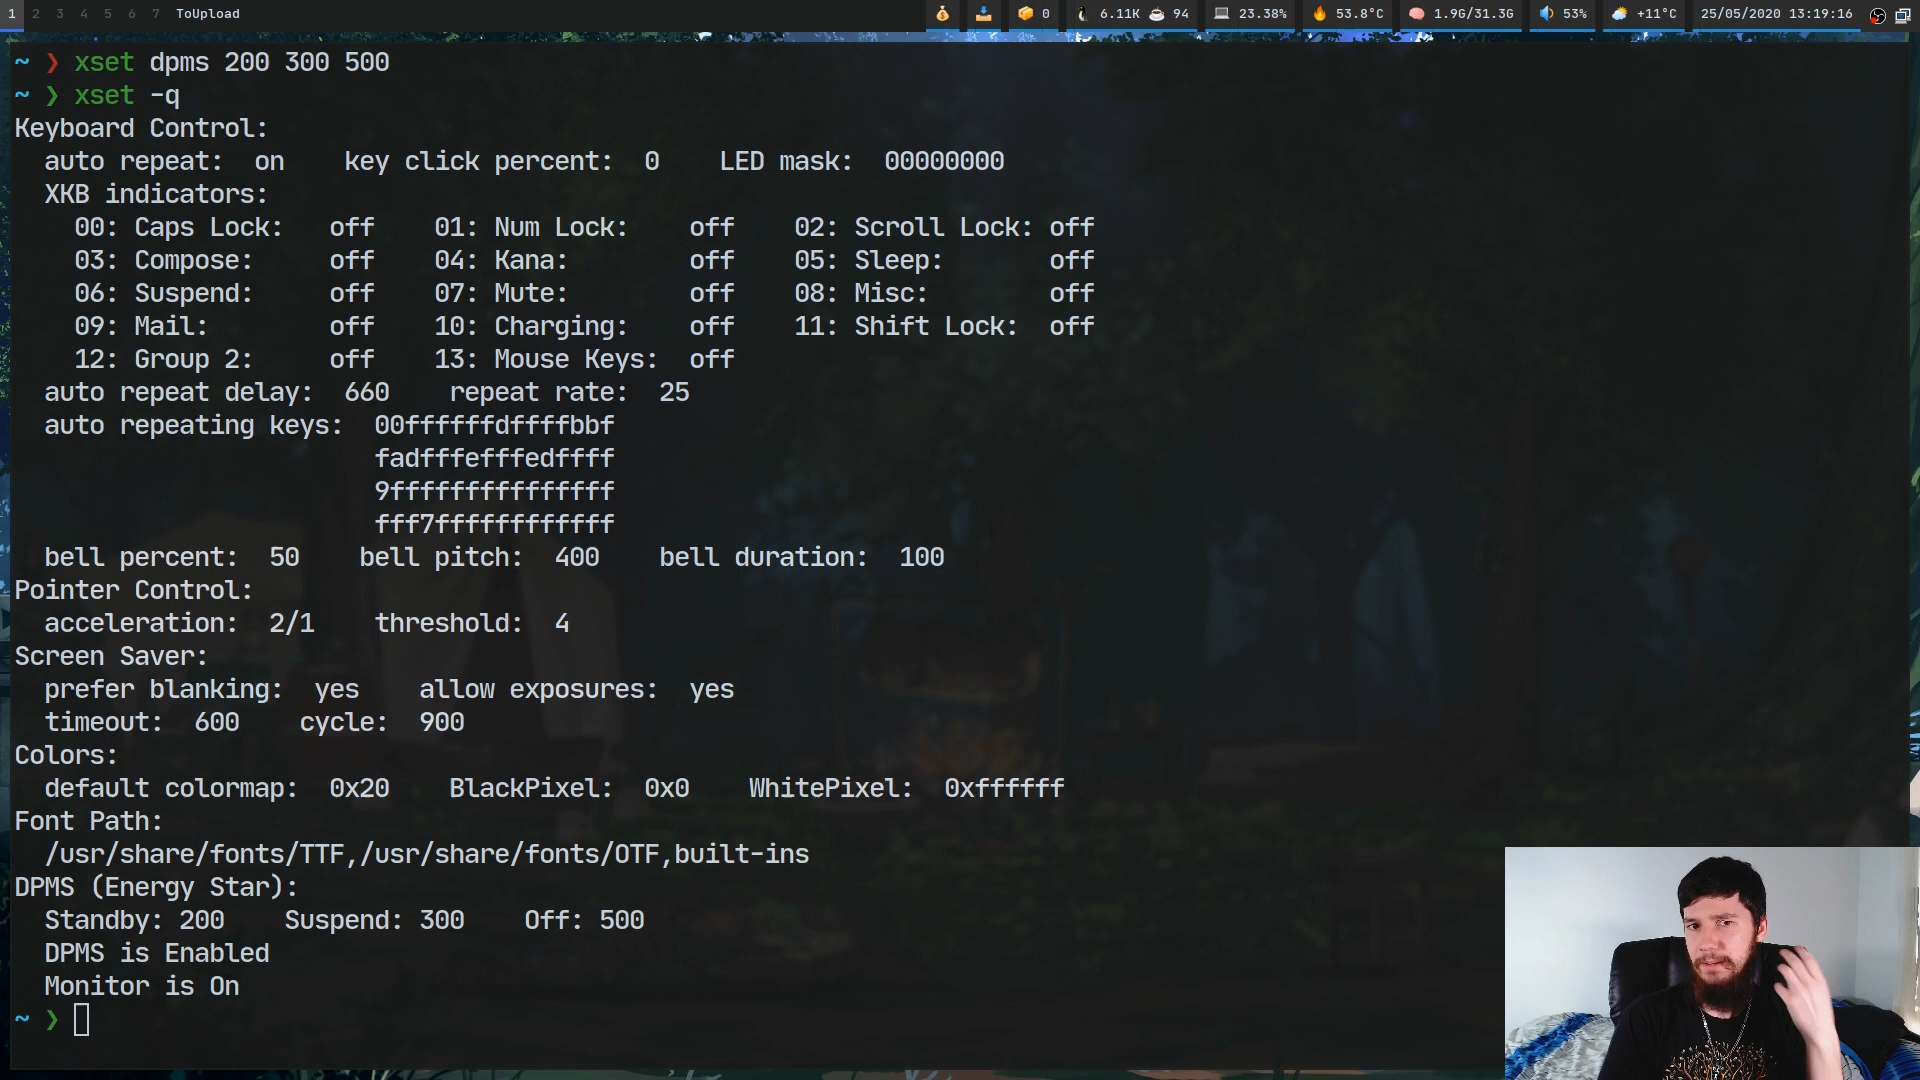 1 2 3 4 5 6 7 ToUpload 0 6.11K 94 23.38% 53.8°C 1.9G/31.3G 53% +11°C 25/05/2020 13:19:16
~ ❯ xset dpms 200 300 500
~ ❯ xset -q
Keyboard Control:
auto repeat: on key click percent: 0 LED mask: 00000000
XKB indicators:
00: Caps Lock: off 01: Num Lock: off 02: Scroll Lock: off
03: Compose: off 04: Kana: off 05: Sleep: off
06: Suspend: off 07: Mute: off 08: Misc: off
09: Mail: off 10: Charging: off 11: Shift Lock: off
12: Group 2: off 13: Mouse Keys: off
auto repeat delay: 660 repeat rate: 25
auto repeating keys: 00ffffffdffffbbf
fadfffefffedffff
9fffffffffffffff
fff7ffffffffffff
bell percent: 50 bell pitch: 400 bell duration: 100
Pointer Control:
acceleration: 2/1 threshold: 4
Screen Saver:
prefer blanking: yes allow exposures: yes
timeout: 600 cycle: 900
Colors:
default colormap: 0x20 BlackPixel: 0x0 WhitePixel: 0xffffff
Font Path:
/usr/share/fonts/TTF,/usr/share/fonts/OTF,built-ins
DPMS (Energy Star):
Standby: 200 Suspend: 300 Off: 500
DPMS is Enabled
Monitor is On
~ ❯